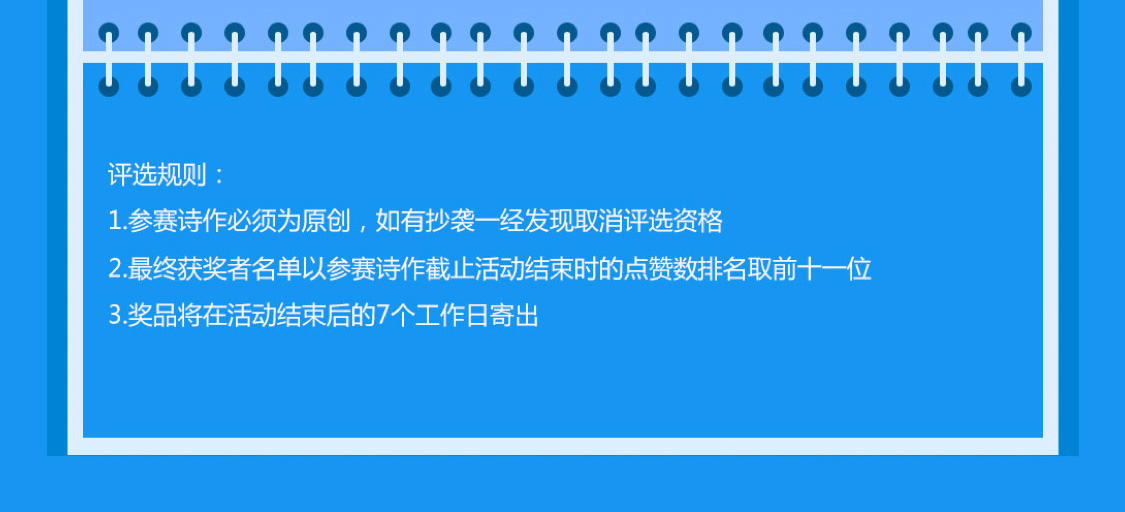 评选规则：
1.参赛诗作必须为原创，如有抄袭一经发现取消评选资格
2.最终获奖者名单以参赛诗作截止活动结束时的点赞数排名取前十一位
3.奖品将在活动结束后的7个工作日寄出